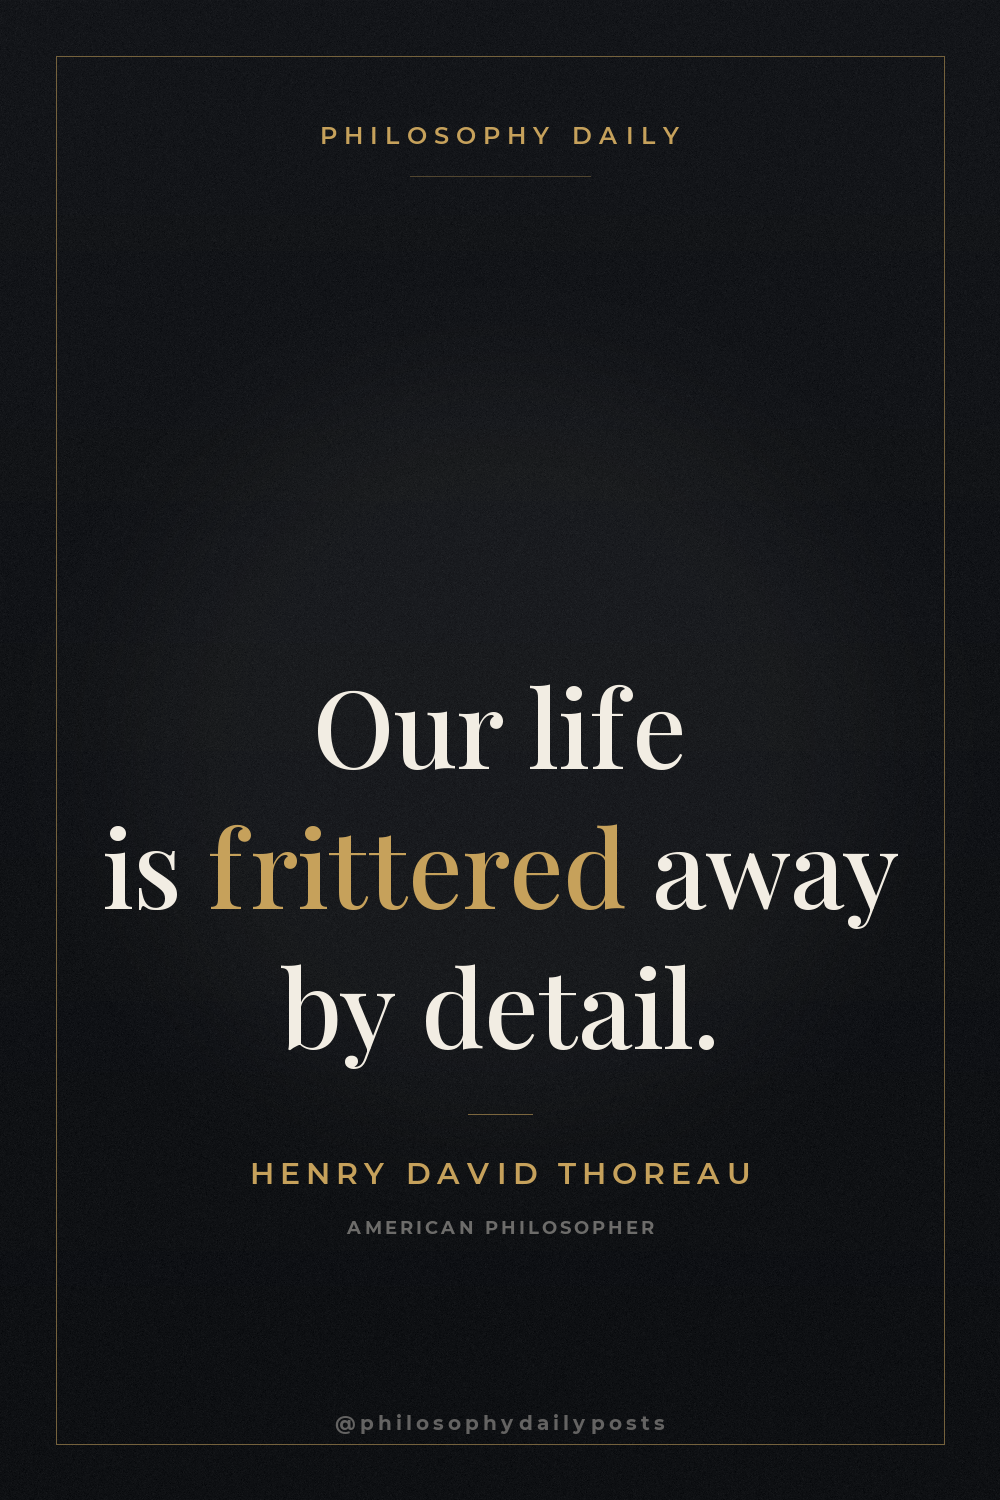 PHILOSOPHY DAILY
Our life
is frittered away
by detail.
HENRY DAVID THOREAU
AMERICAN PHILOSOPHER
@philosophydailyposts